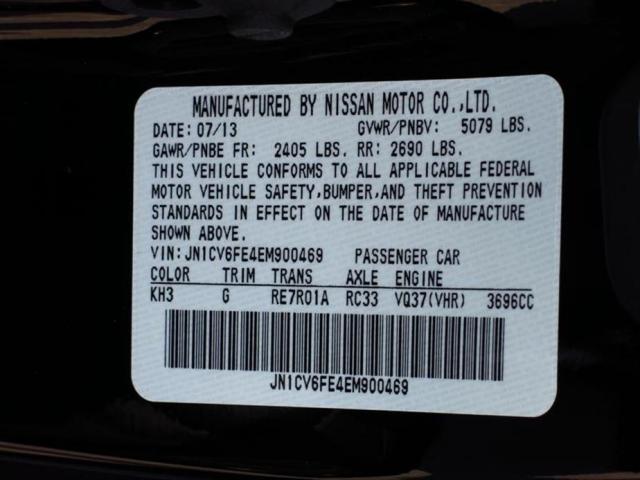 MANUFACTURED BY NISSAN MOTOR CO.,LTD.
DATE: 07/13 GVWR/PNBV: 5079 LBS.
GAWR/PNBE FR: 2405 LBS. RR: 2690 LBS.
THIS VEHICLE CONFORMS TO ALL APPLICABLE FEDERAL
MOTOR VEHICLE SAFETY,BUMPER,AND THEFT PREVENTION
STANDARDS IN EFFECT ON THE DATE OF MANUFACTURE
SHOWN ABOVE.
VIN:JN1CV6FE4EM900469 PASSENGER CAR
COLOR TRIM TRANS AXLE ENGINE
KH3 G RE7R01A RC33 VQ37(VHR) 3696CC
JN1CV6FE4EM900469